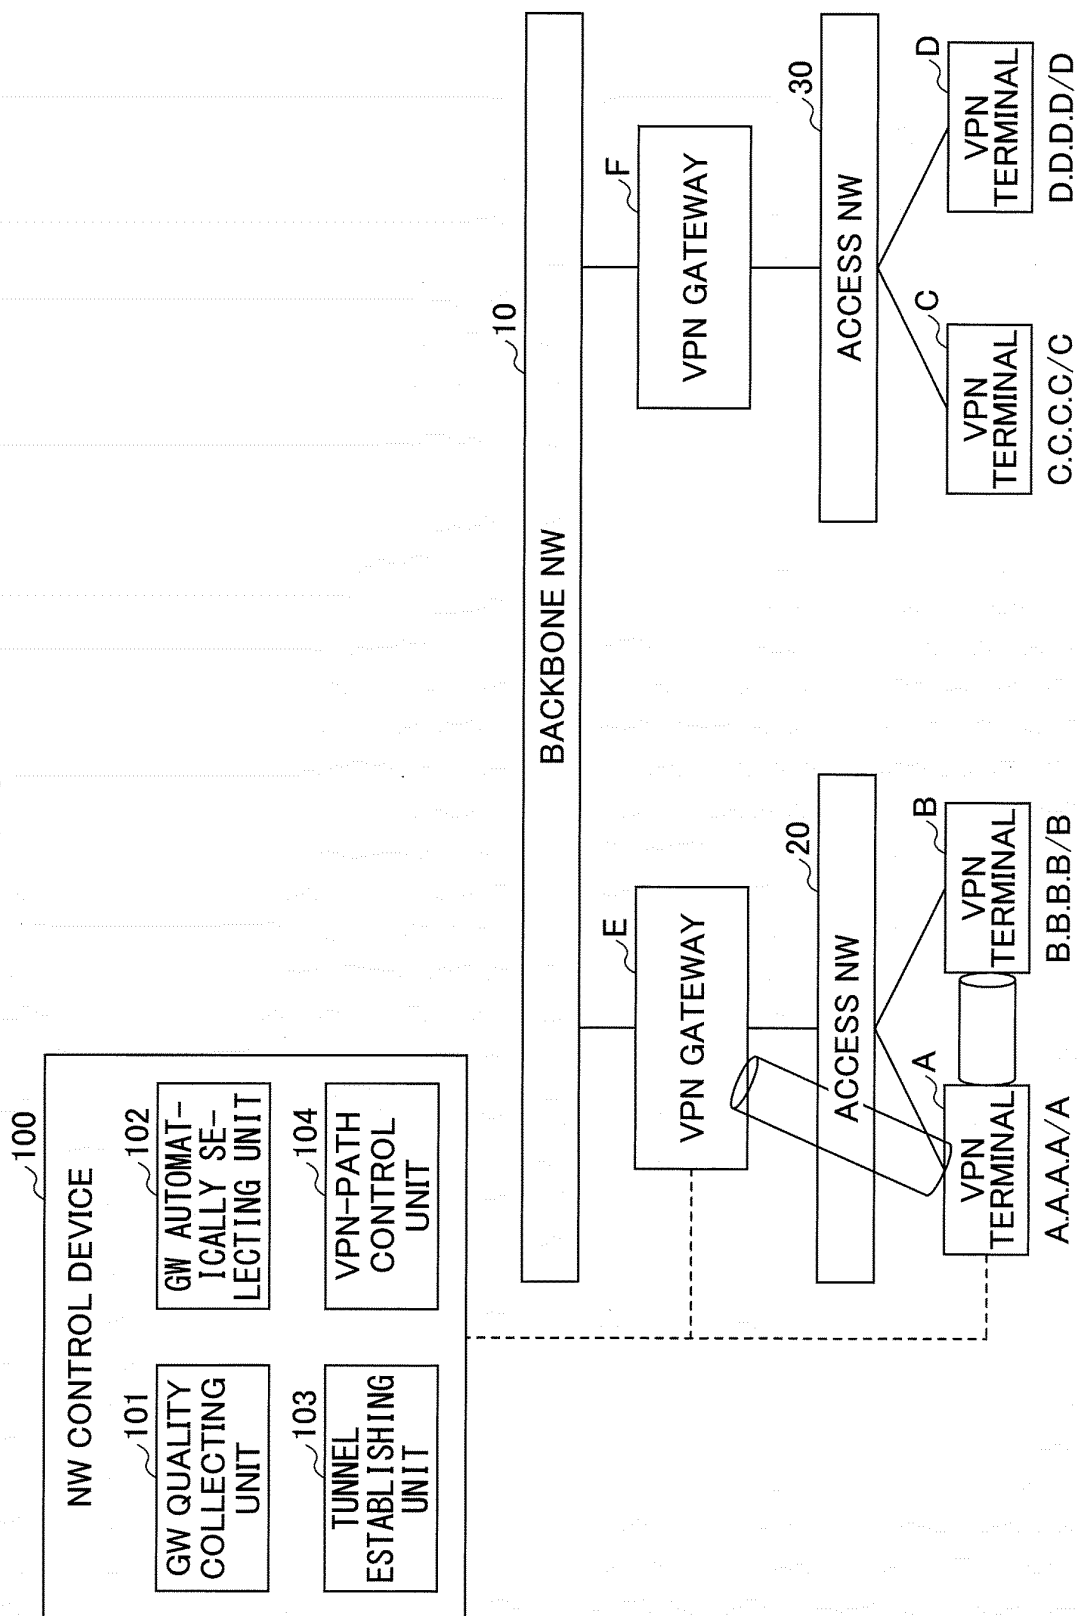 100
NW CONTROL DEVICE
101
GW QUALITY
COLLECTING
UNIT
102
GW AUTOMAT-
ICALLY SE-
LECTING UNIT
103
TUNNEL
ESTABLISHING
UNIT
104
VPN-PATH
CONTROL
UNIT
10
BACKBONE NW
E
VPN GATEWAY
F
VPN GATEWAY
20
ACCESS NW
30
ACCESS NW
A
VPN
TERMINAL
A.A.A.A/A
B
VPN
TERMINAL
B.B.B.B/B
C
VPN
TERMINAL
C.C.C.C/C
D
VPN
TERMINAL
D.D.D.D/D